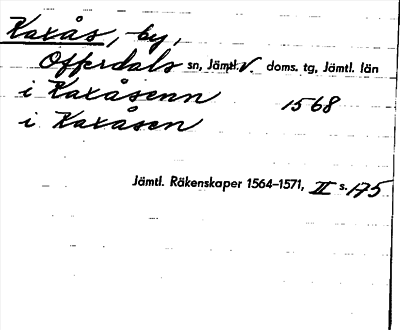 Kaxås, by,
Offerdals sn, Jämtl. v. doms. tg, Jämtl. län
i Kaxåsenn 1568
i Kaxåsen
Jämtl. Räkenskaper 1564–1571, II s. 175